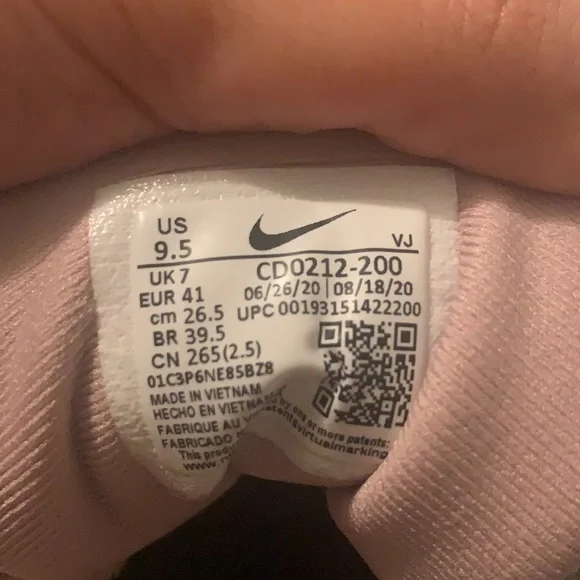 US
9.5
VJ
UK 7
CD0212-200
EUR 41
06/26/20 | 08/18/20
cm 26.5
UPC 00193151422200
BR 39.5
CN 265(2.5)
01C3P6NE85BZ8
MADE IN VIETNAM
HECHO EN VIETNAM
FABRIQUE AU
FABRICADO
This
by one or more patents: